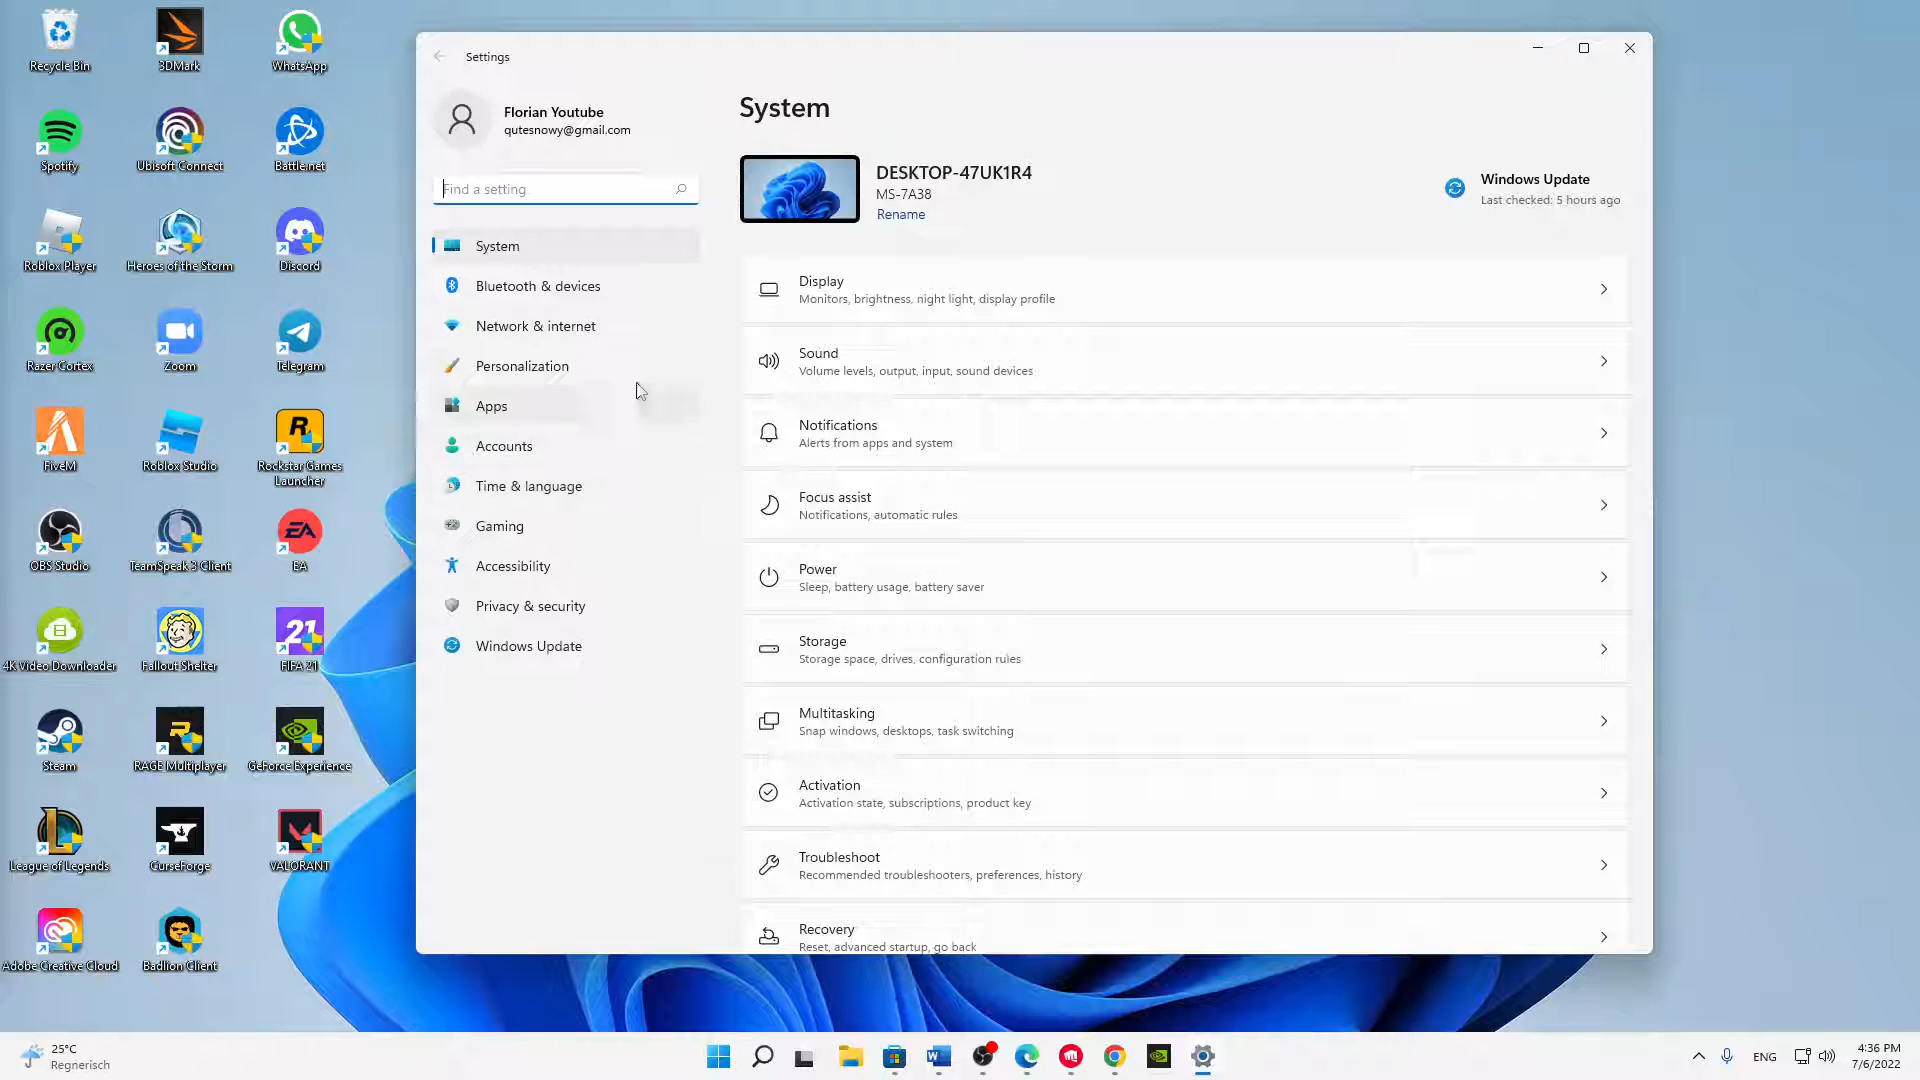 Recycle Bin
3DMark
WhatsApp
Spotify
Ubisoft Connect
Battle.net
Roblox Player
Heroes of the Storm
Discord
Razer Cortex
Zoom
Telegram
FiveM
Roblox Studio
Rockstar Games
Launcher
OBS Studio
TeamSpeak 3 Client
EA
4K Video Downloader
Fallout Shelter
FIFA 21
Steam
RAGE Multiplayer
GeForce Experience
League of Legends
CurseForge
VALORANT
Adobe Creative Cloud
Badlion Client
Settings
Florian Youtube
qutesnowy@gmail.com
Find a setting
System
Bluetooth & devices
Network & internet
Personalization
Apps
Accounts
Time & language
Gaming
Accessibility
Privacy & security
Windows Update
System
DESKTOP-47UK1R4
MS-7A38
Rename
Windows Update
Last checked: 5 hours ago
Display
Monitors, brightness, night light, display profile
Sound
Volume levels, output, input, sound devices
Notifications
Alerts from apps and system
Focus assist
Notifications, automatic rules
Power
Sleep, battery usage, battery saver
Storage
Storage space, drives, configuration rules
Multitasking
Snap windows, desktops, task switching
Activation
Activation state, subscriptions, product key
Troubleshoot
Recommended troubleshooters, preferences, history
Recovery
Reset, advanced startup, go back
25°C
Regnerisch
ENG
4:36 PM
7/6/2022